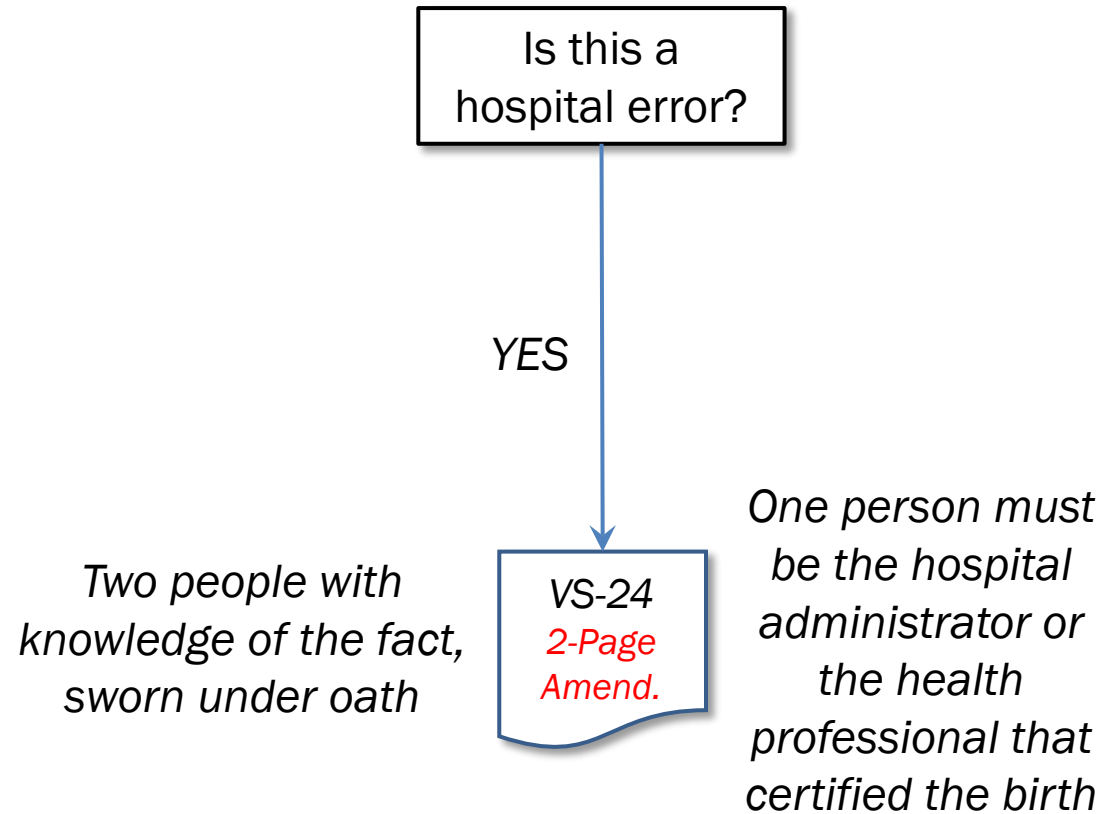 Is this a
hospital error?
YES
Two people with
knowledge of the fact,
sworn under oath
VS-24
2-Page
Amend.
One person must
be the hospital
administrator or
the health
professional that
certified the birth